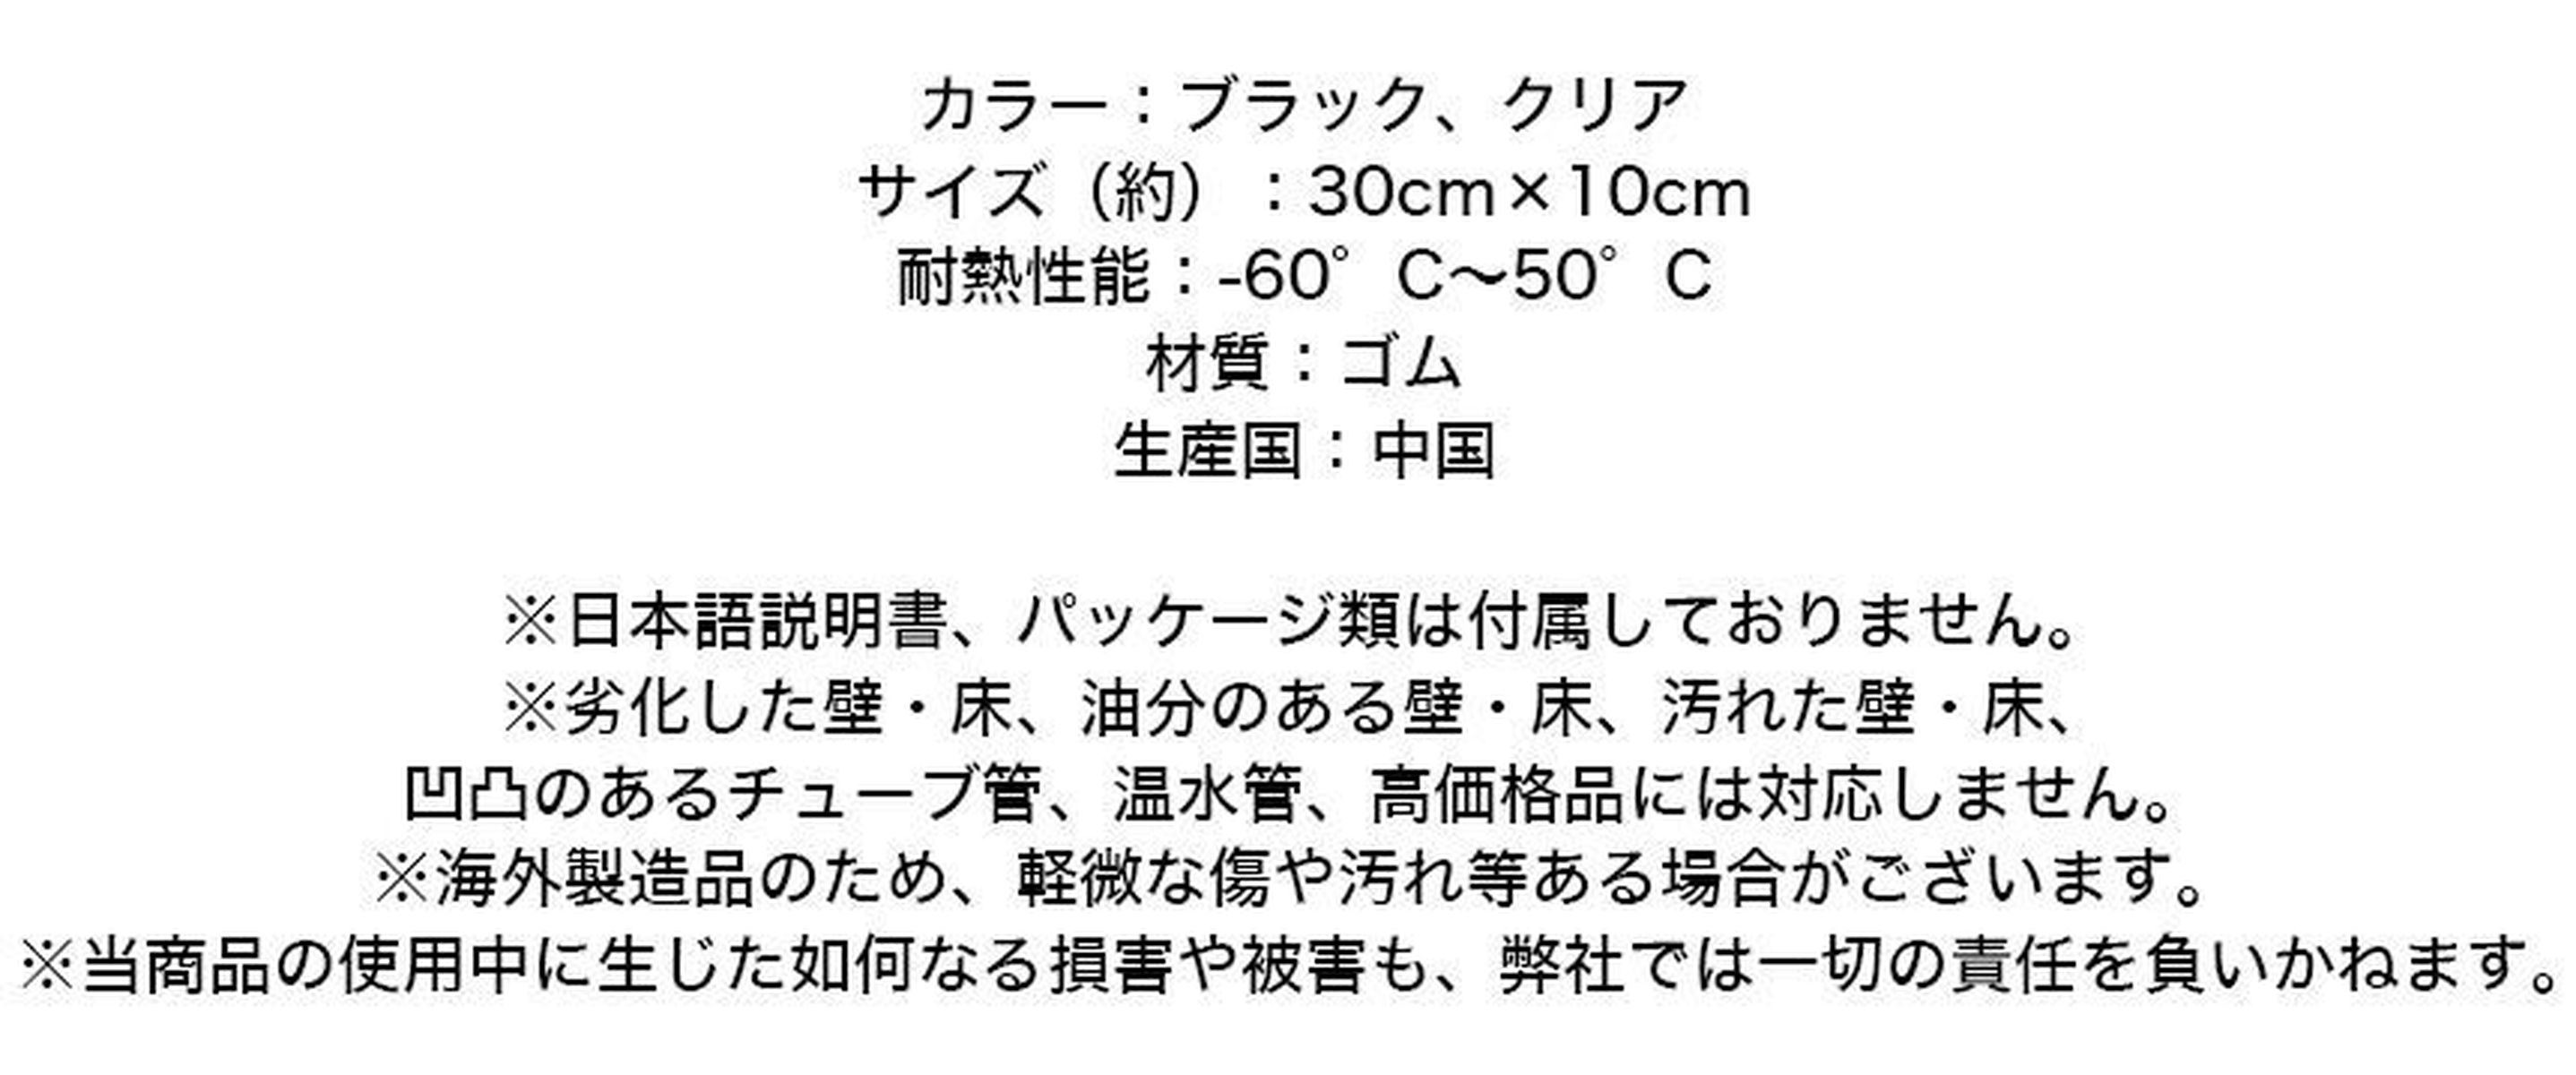 カラー：ブラック、クリア
サイズ（約）：30cm×10cm
耐熱性能：-60°C〜50°C
材質：ゴム
生産国：中国
※日本語説明書、パッケージ類は付属しておりません。
※劣化した壁・床、油分のある壁・床、汚れた壁・床、
凹凸のあるチューブ管、温水管、高価格品には対応しません。
※海外製造品のため、軽微な傷や汚れ等ある場合がございます。
※当商品の使用中に生じた如何なる損害や被害も、弊社では一切の責任を負いかねます。